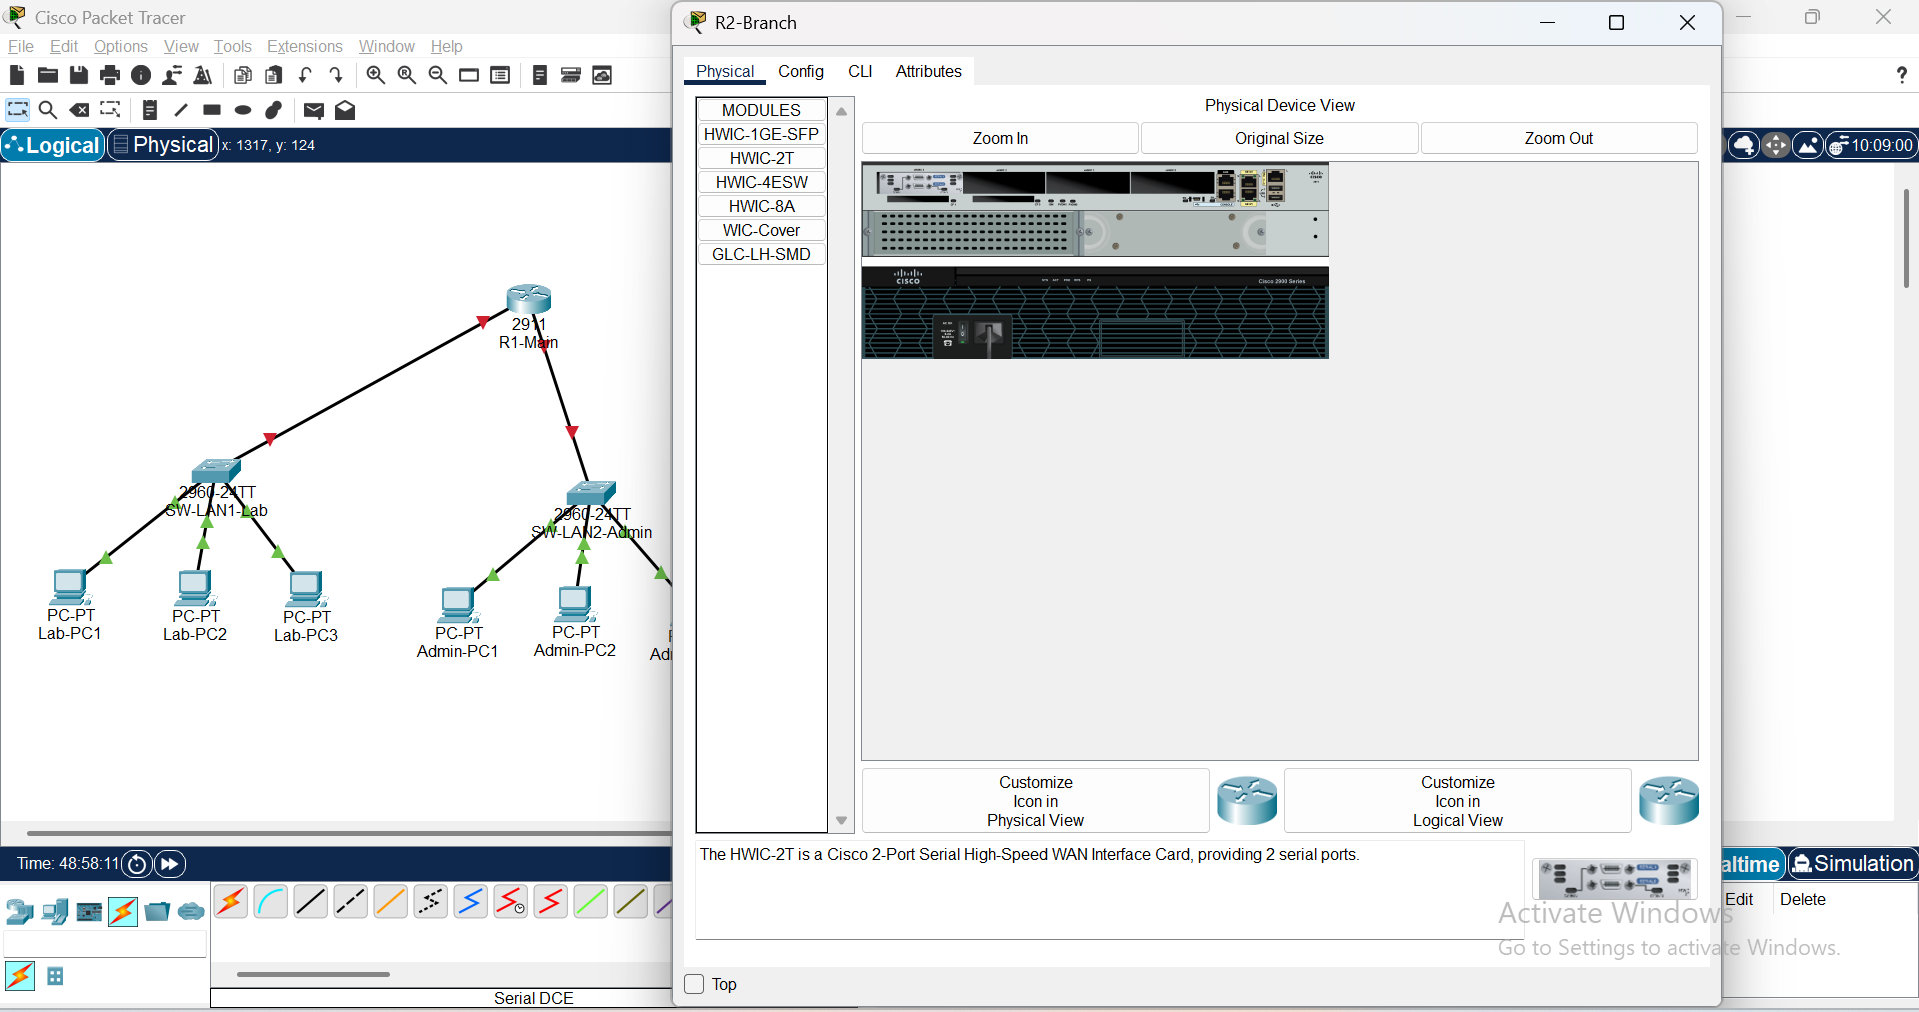 Cisco Packet Tracer
File Edit Options View Tools Extensions Window Help
?
Logical Physical x: 1317, y: 124
10:09:00
2911
R1-Main
2960-24TT
SW-LAN1-Lab
2960-24TT
SW-LAN2-Admin
PC-PT
Lab-PC1
PC-PT
Lab-PC2
PC-PT
Lab-PC3
PC-PT
Admin-PC1
PC-PT
Admin-PC2
Ad
Time: 48:58:11
altime Simulation
Edit Delete
Serial DCE
R2-Branch
Physical Config CLI Attributes
MODULES
HWIC-1GE-SFP
HWIC-2T
HWIC-4ESW
HWIC-8A
WIC-Cover
GLC-LH-SMD
Physical Device View
Zoom In Original Size Zoom Out
CISCO
Cisco 2900 Series
Customize
Icon in
Physical View
Customize
Icon in
Logical View
The HWIC-2T is a Cisco 2-Port Serial High-Speed WAN Interface Card, providing 2 serial ports.
Top
Activate Windows
Go to Settings to activate Windows.